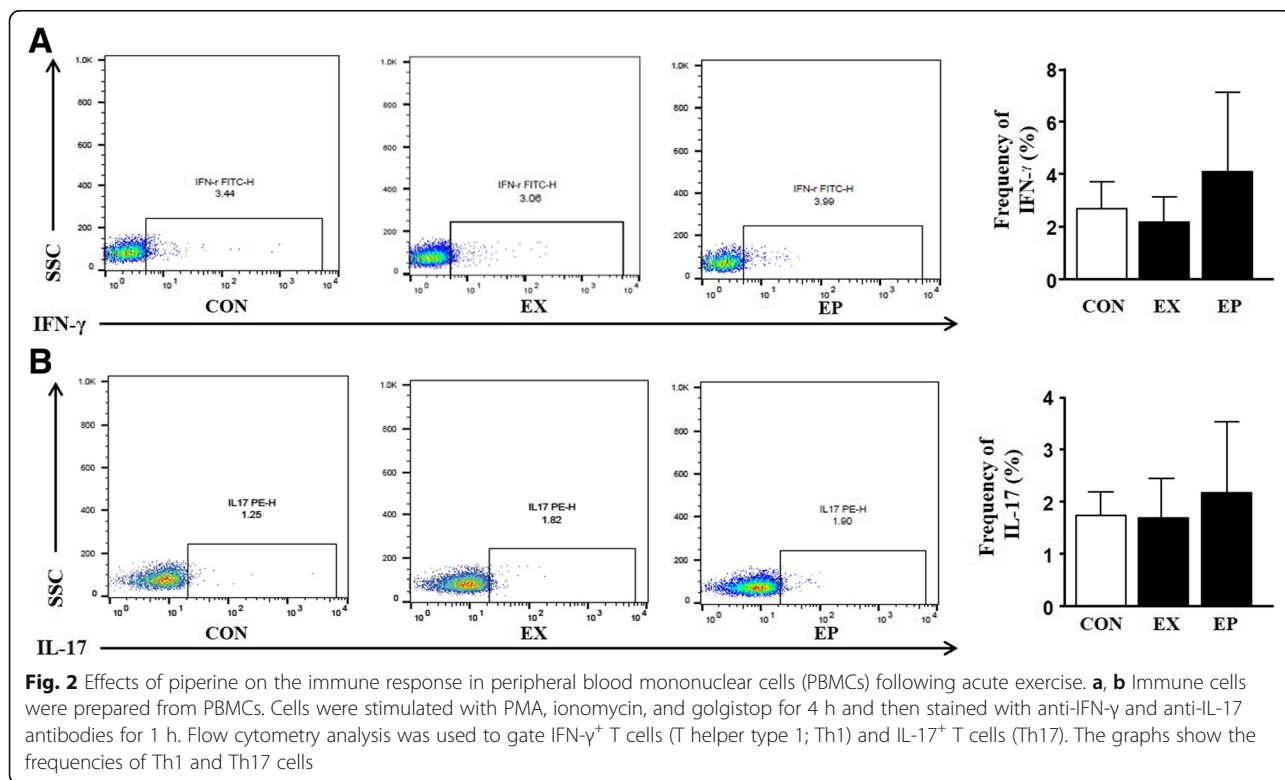 A
SSC
1.0K
800
600
400
200
0
IFN-r FITC-H
3.44
10^0 10^1 10^2 10^3 10^4
CON
1.0K
800
600
400
200
0
IFN-r FITC-H
3.06
10^0 10^1 10^2 10^3 10^4
EX
1.0K
800
600
400
200
0
IFN-r FITC-H
3.99
10^0 10^1 10^2 10^3 10^4
EP
IFN-γ
Frequency of
IFN-γ (%)
8
6
4
2
0
CON EX EP
B
SSC
1.0K
800
600
400
200
0
IL17 PE-H
1.25
10^0 10^1 10^2 10^3 10^4
CON
1.0K
800
600
400
200
0
IL17 PE-H
1.82
10^0 10^1 10^2 10^3 10^4
EX
1.0K
800
600
400
200
0
IL17 PE-H
1.90
10^0 10^1 10^2 10^3 10^4
EP
IL-17
Frequency of
IL-17 (%)
4
3
2
1
0
CON EX EP
Fig. 2 Effects of piperine on the immune response in peripheral blood mononuclear cells (PBMCs) following acute exercise. a, b Immune cells
were prepared from PBMCs. Cells were stimulated with PMA, ionomycin, and golgistop for 4 h and then stained with anti-IFN-γ and anti-IL-17
antibodies for 1 h. Flow cytometry analysis was used to gate IFN-γ+ T cells (T helper type 1; Th1) and IL-17+ T cells (Th17). The graphs show the
frequencies of Th1 and Th17 cells